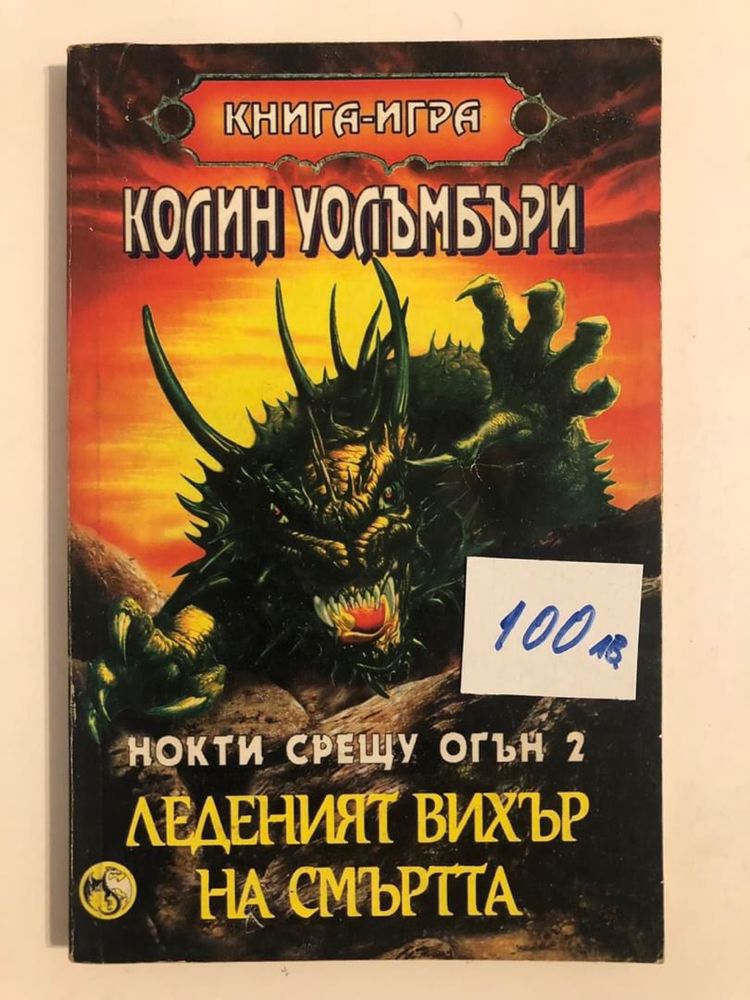 КНИГА-ИГРА
КОЛИН УОЛЪМБЪРИ
100 лв.
НОКТИ СРЕЩУ ОГЪН 2
ЛЕДЕНИЯТ ВИХЪР
НА СМЪРТТА